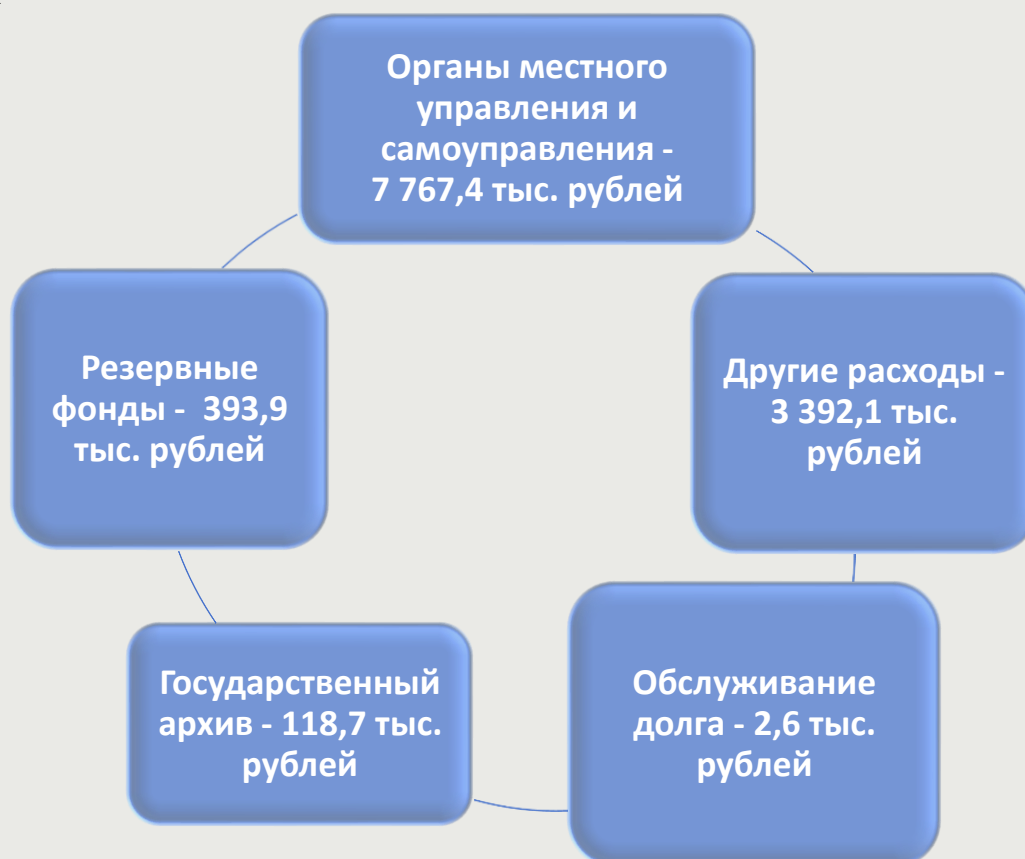 Органы местного
управления и
самоуправления -
7 767,4 тыс. рублей
Другие расходы -
3 392,1 тыс.
рублей
Обслуживание
долга - 2,6 тыс.
рублей
Государственный
архив - 118,7 тыс.
рублей
Резервные
фонды - 393,9
тыс. рублей